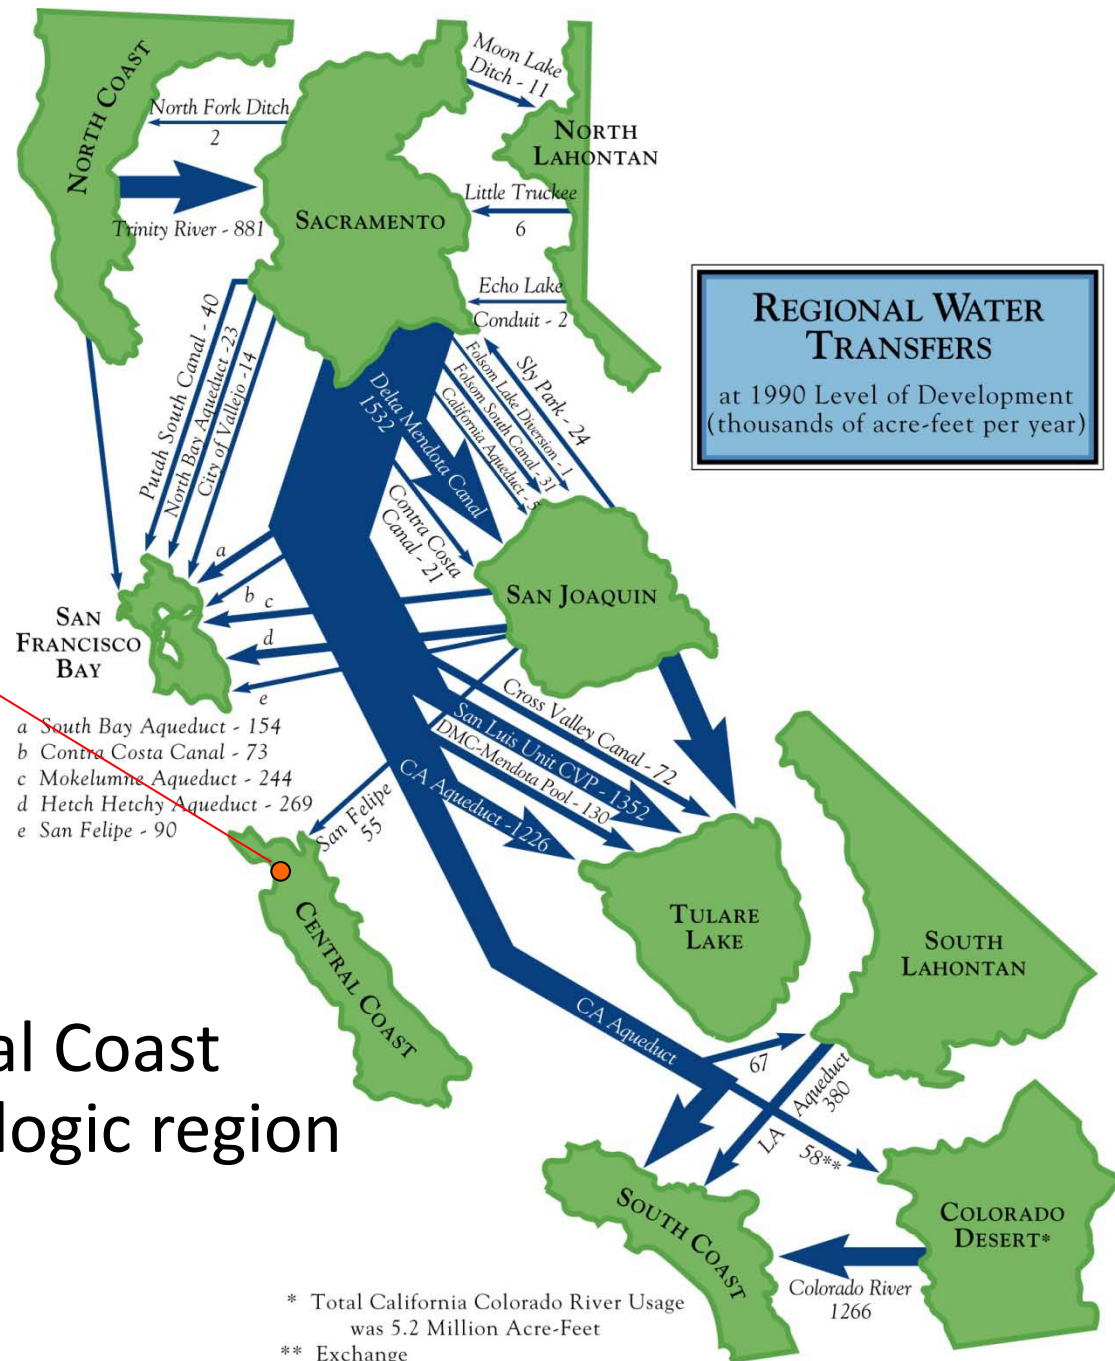 NORTH COAST
North Fork Ditch
2
Trinity River - 881
SACRAMENTO
Moon Lake
Ditch - 11
NORTH
LAHONTAN
Little Truckee
6
Echo Lake
Conduit - 2
REGIONAL WATER
TRANSFERS
at 1990 Level of Development
(thousands of acre-feet per year)
Putah South Canal - 40
North Bay Aqueduct -23
City of Vallejo -14
Delta Mendota Canal
1532
Contra Costa
Canal - 21
Sly Park - 24
Folsom Lake Diversion - 1
Folsom South Canal - 31
California Aqueduct - 5
a
b
c
d
e
SAN
FRANCISCO
BAY
SAN JOAQUIN
a South Bay Aqueduct - 154
b Contra Costa Canal - 73
c Mokelumne Aqueduct - 244
d Hetch Hetchy Aqueduct - 269
e San Felipe - 90
San Felipe
55
Cross Valley Canal - 72
San Luis Unit CVP - 1352
DMC-Mendota Pool - 130
CA Aqueduct -1226
CENTRAL COAST
TULARE
LAKE
SOUTH
LAHONTAN
al Coast
logic region
CA Aqueduct
67
LA Aqueduct
380
58**
SOUTH COAST
COLORADO
DESERT*
Colorado River
1266
* Total California Colorado River Usage
was 5.2 Million Acre-Feet
** Exchange